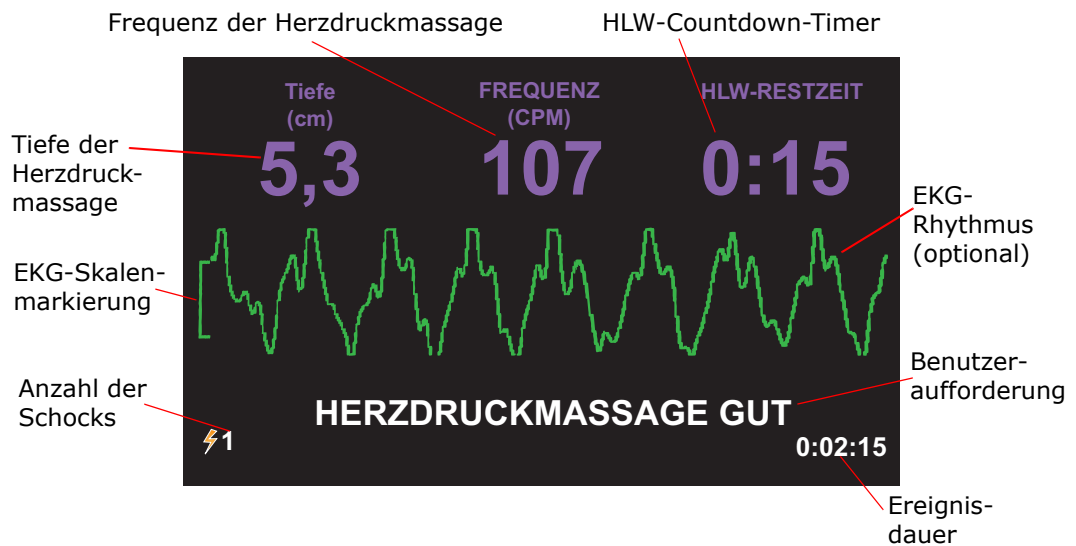 Frequenz der Herzdruckmassage
HLW-Countdown-Timer
Tiefe
(cm)
5,3
FREQUENZ
(CPM)
107
HLW-RESTZEIT
0:15
Tiefe der
Herzdruck-
massage
EKG-
Rhythmus
(optional)
EKG-Skalen-
markierung
Benutzer-
aufforderung
Anzahl der
Schocks
HERZDRUCKMASSAGE GUT
1
0:02:15
Ereignis-
dauer